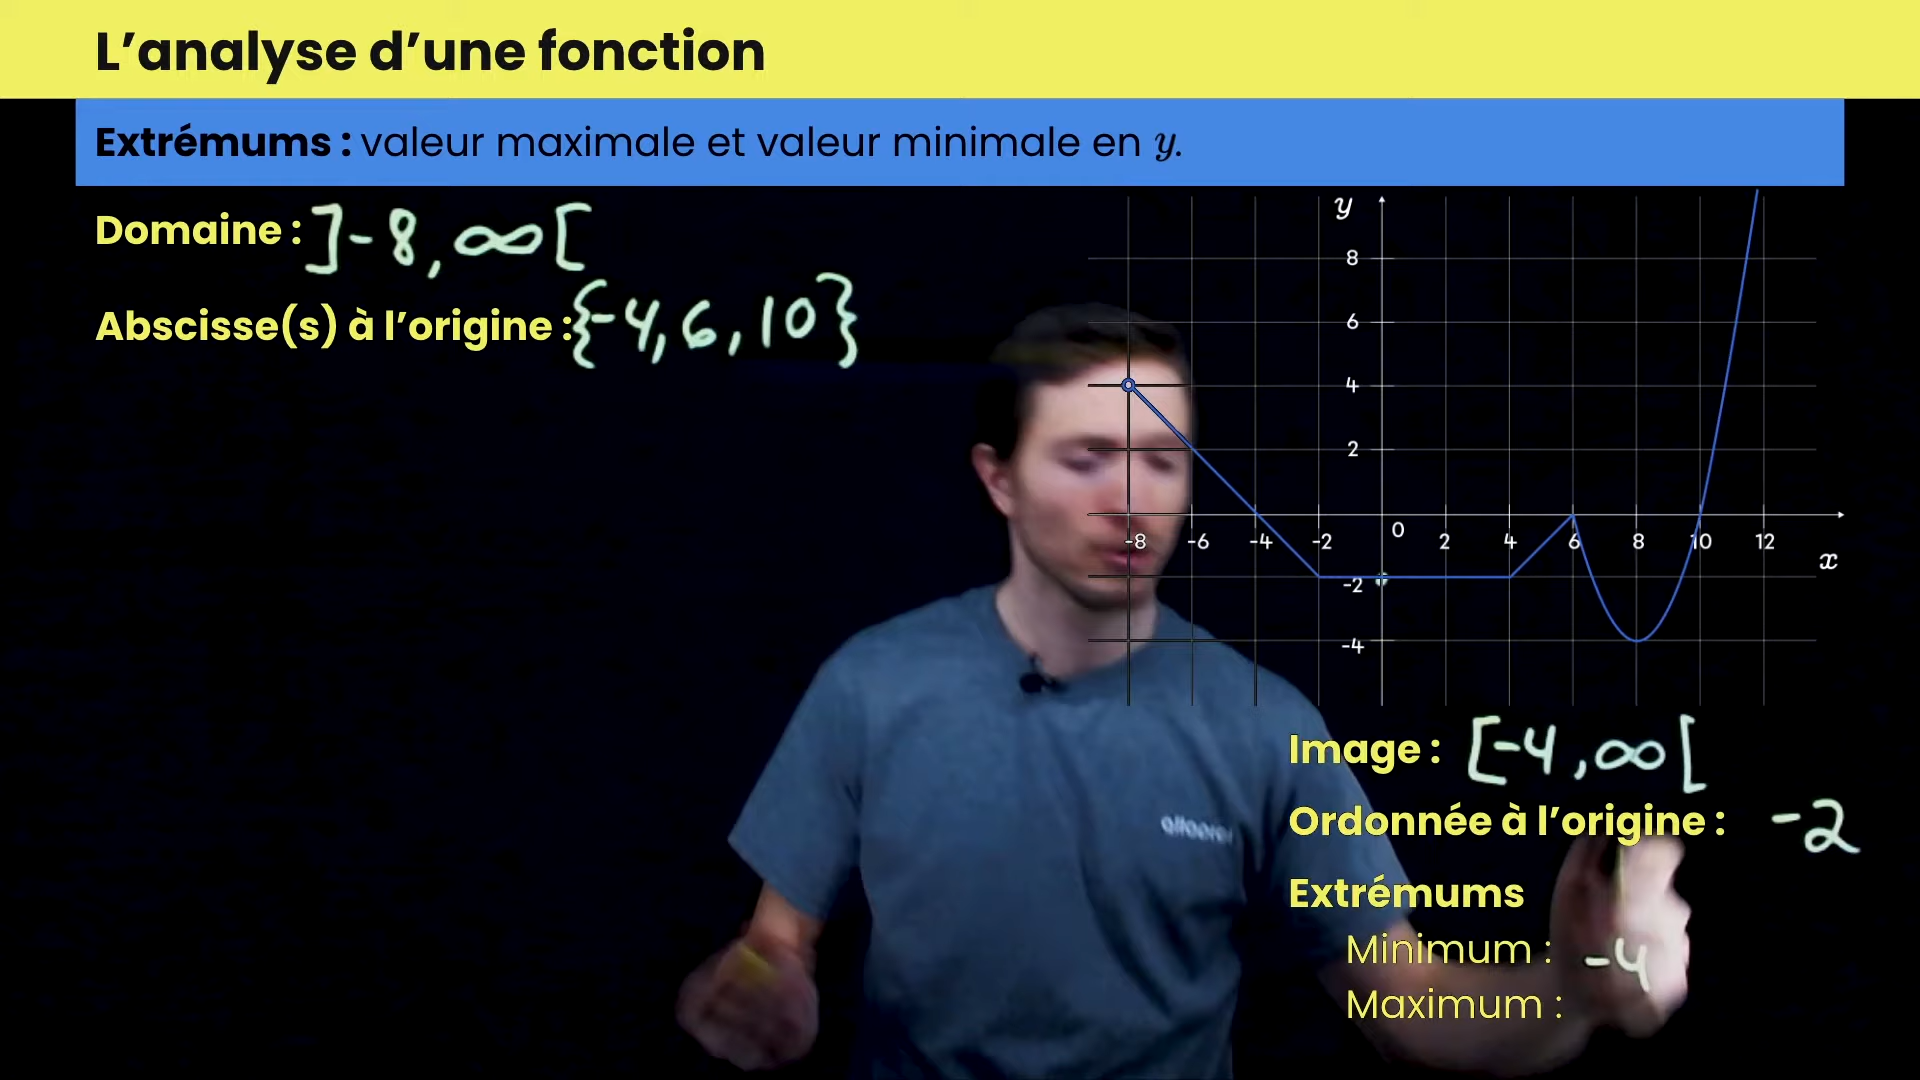 L’analyse d’une fonction
Extrémums : valeur maximale et valeur minimale en y.
Domaine : ]-8, ∞[
Abscisse(s) à l’origine : {-4, 6, 10}
y
8
6
4
2
0
-8 -6 -4 -2 2 4 6 8 10 12
x
-2
-4
Image : [-4, ∞[
Ordonnée à l’origine : -2
Extrémums
Minimum : -4
Maximum :